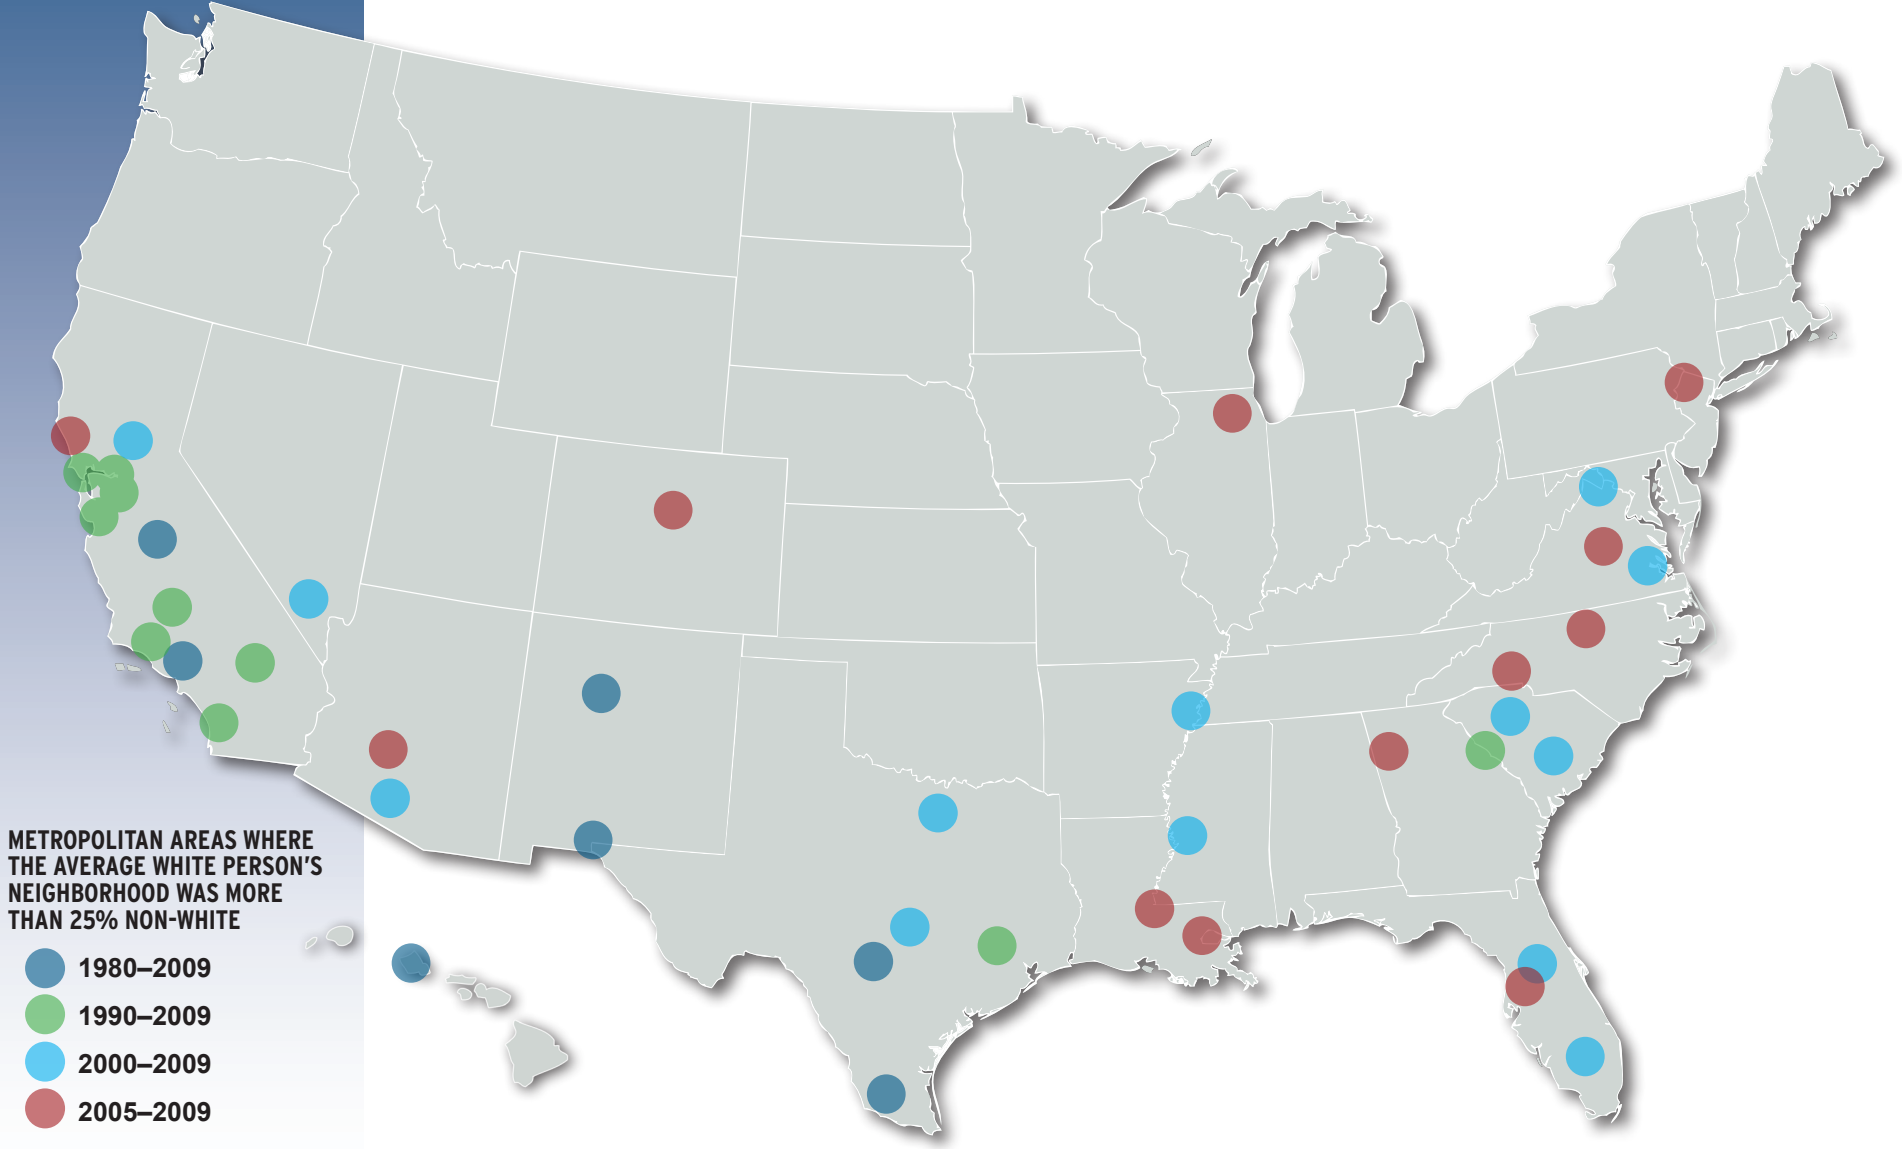 METROPOLITAN AREAS WHERE
THE AVERAGE WHITE PERSON'S
NEIGHBORHOOD WAS MORE
THAN 25% NON-WHITE
1980–2009
1990–2009
2000–2009
2005–2009